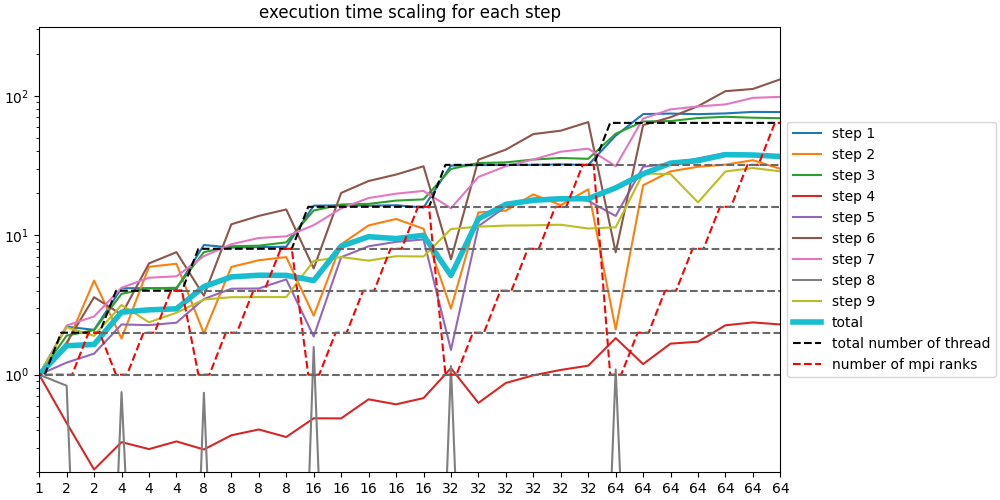 execution time scaling for each step
10²
10¹
10⁰
1 2 2 4 4 4 8 8 8 8 16 16 16 16 16 32 32 32 32 32 32 64 64 64 64 64 64 64
step 1
step 2
step 3
step 4
step 5
step 6
step 7
step 8
step 9
total
total number of thread
number of mpi ranks